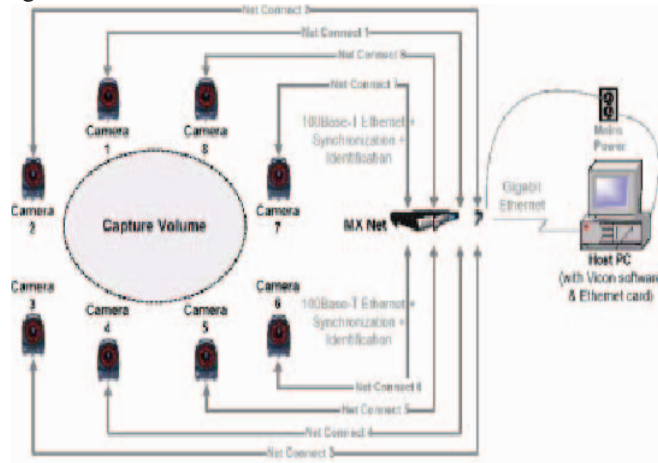 Net Connect 2
Net Connect 1
Net Connect 8
Net Connect 7
Camera
1
Camera
8
100Base-T Ethernet +
Synchronization +
Identification
Mains
Power
Camera
2
Capture Volume
Camera
7
MX Net
Gigabit
Ethernet
Host PC
(with Vicon software
& Ethernet card)
Camera
3
Camera
4
Camera
5
Camera
6
100Base-T Ethernet +
Synchronization +
Identification
Net Connect 6
Net Connect 5
Net Connect 4
Net Connect 3